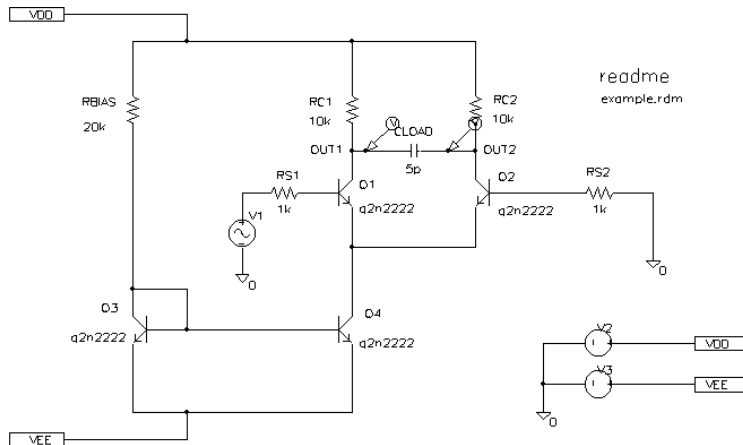 VDD
readme
example.rdm
RBIAS
20k
RC1
10k
RC2
10k
V
CLOAD
V
OUT1
5p
OUT2
RS1
1k
Q1
q2n2222
Q2
q2n2222
RS2
1k
V1
0
0
Q3
q2n2222
Q4
q2n2222
V2
VDD
V3
VEE
0
VEE